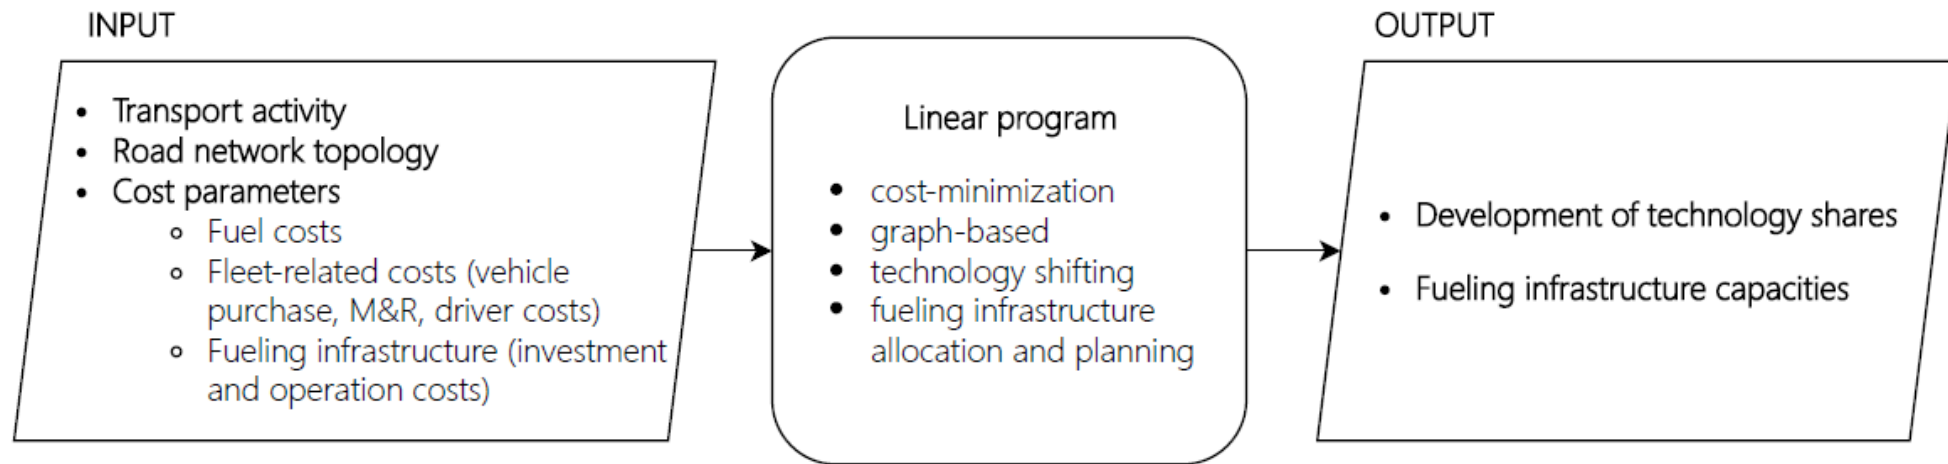 INPUT
• Transport activity
• Road network topology
• Cost parameters
∘ Fuel costs
∘ Fleet-related costs (vehicle
purchase, M&R, driver costs)
∘ Fueling infrastructure (investment
and operation costs)
Linear program
• cost-minimization
• graph-based
• technology shifting
• fueling infrastructure
allocation and planning
OUTPUT
• Development of technology shares
• Fueling infrastructure capacities